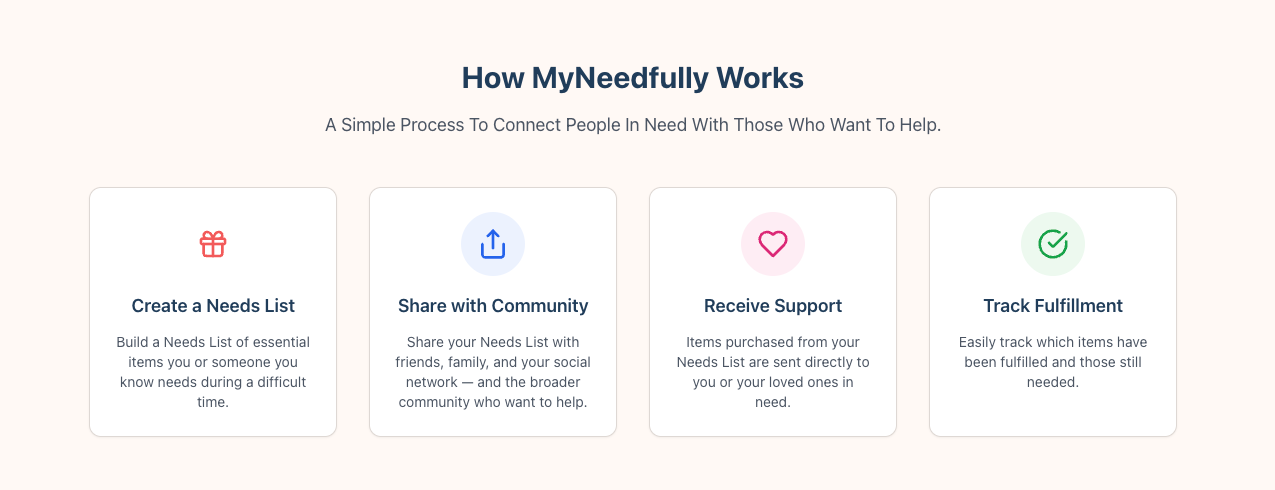 How MyNeedfully Works
A Simple Process To Connect People In Need With Those Who Want To Help.
Create a Needs List
Build a Needs List of essential
items you or someone you
know needs during a difficult
time.
Share with Community
Share your Needs List with
friends, family, and your social
network — and the broader
community who want to help.
Receive Support
Items purchased from your
Needs List are sent directly to
you or your loved ones in
need.
Track Fulfillment
Easily track which items have
been fulfilled and those still
needed.